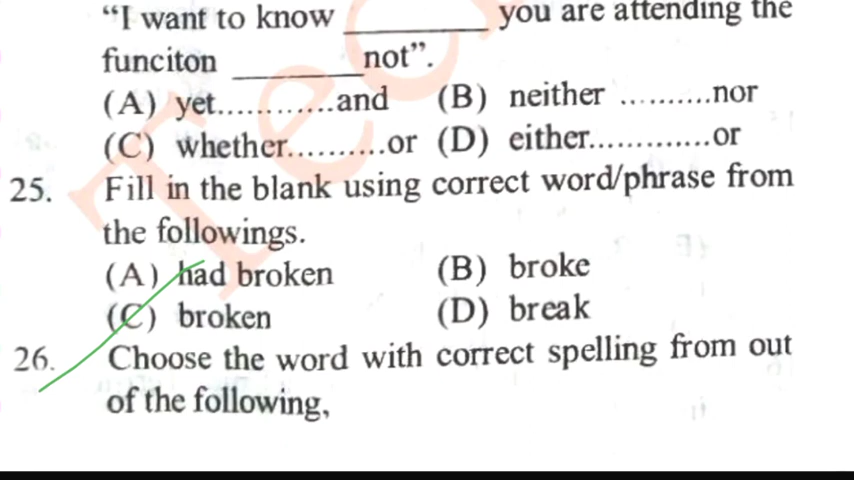 "I want to know ________ you are attending the
funciton ________not".
(A) yet............and (B) neither ..........nor
(C) whether..........or (D) either.............or
25. Fill in the blank using correct word/phrase from
the followings.
(A) had broken (B) broke
(C) broken (D) break
26. Choose the word with correct spelling from out
of the following,
Tec